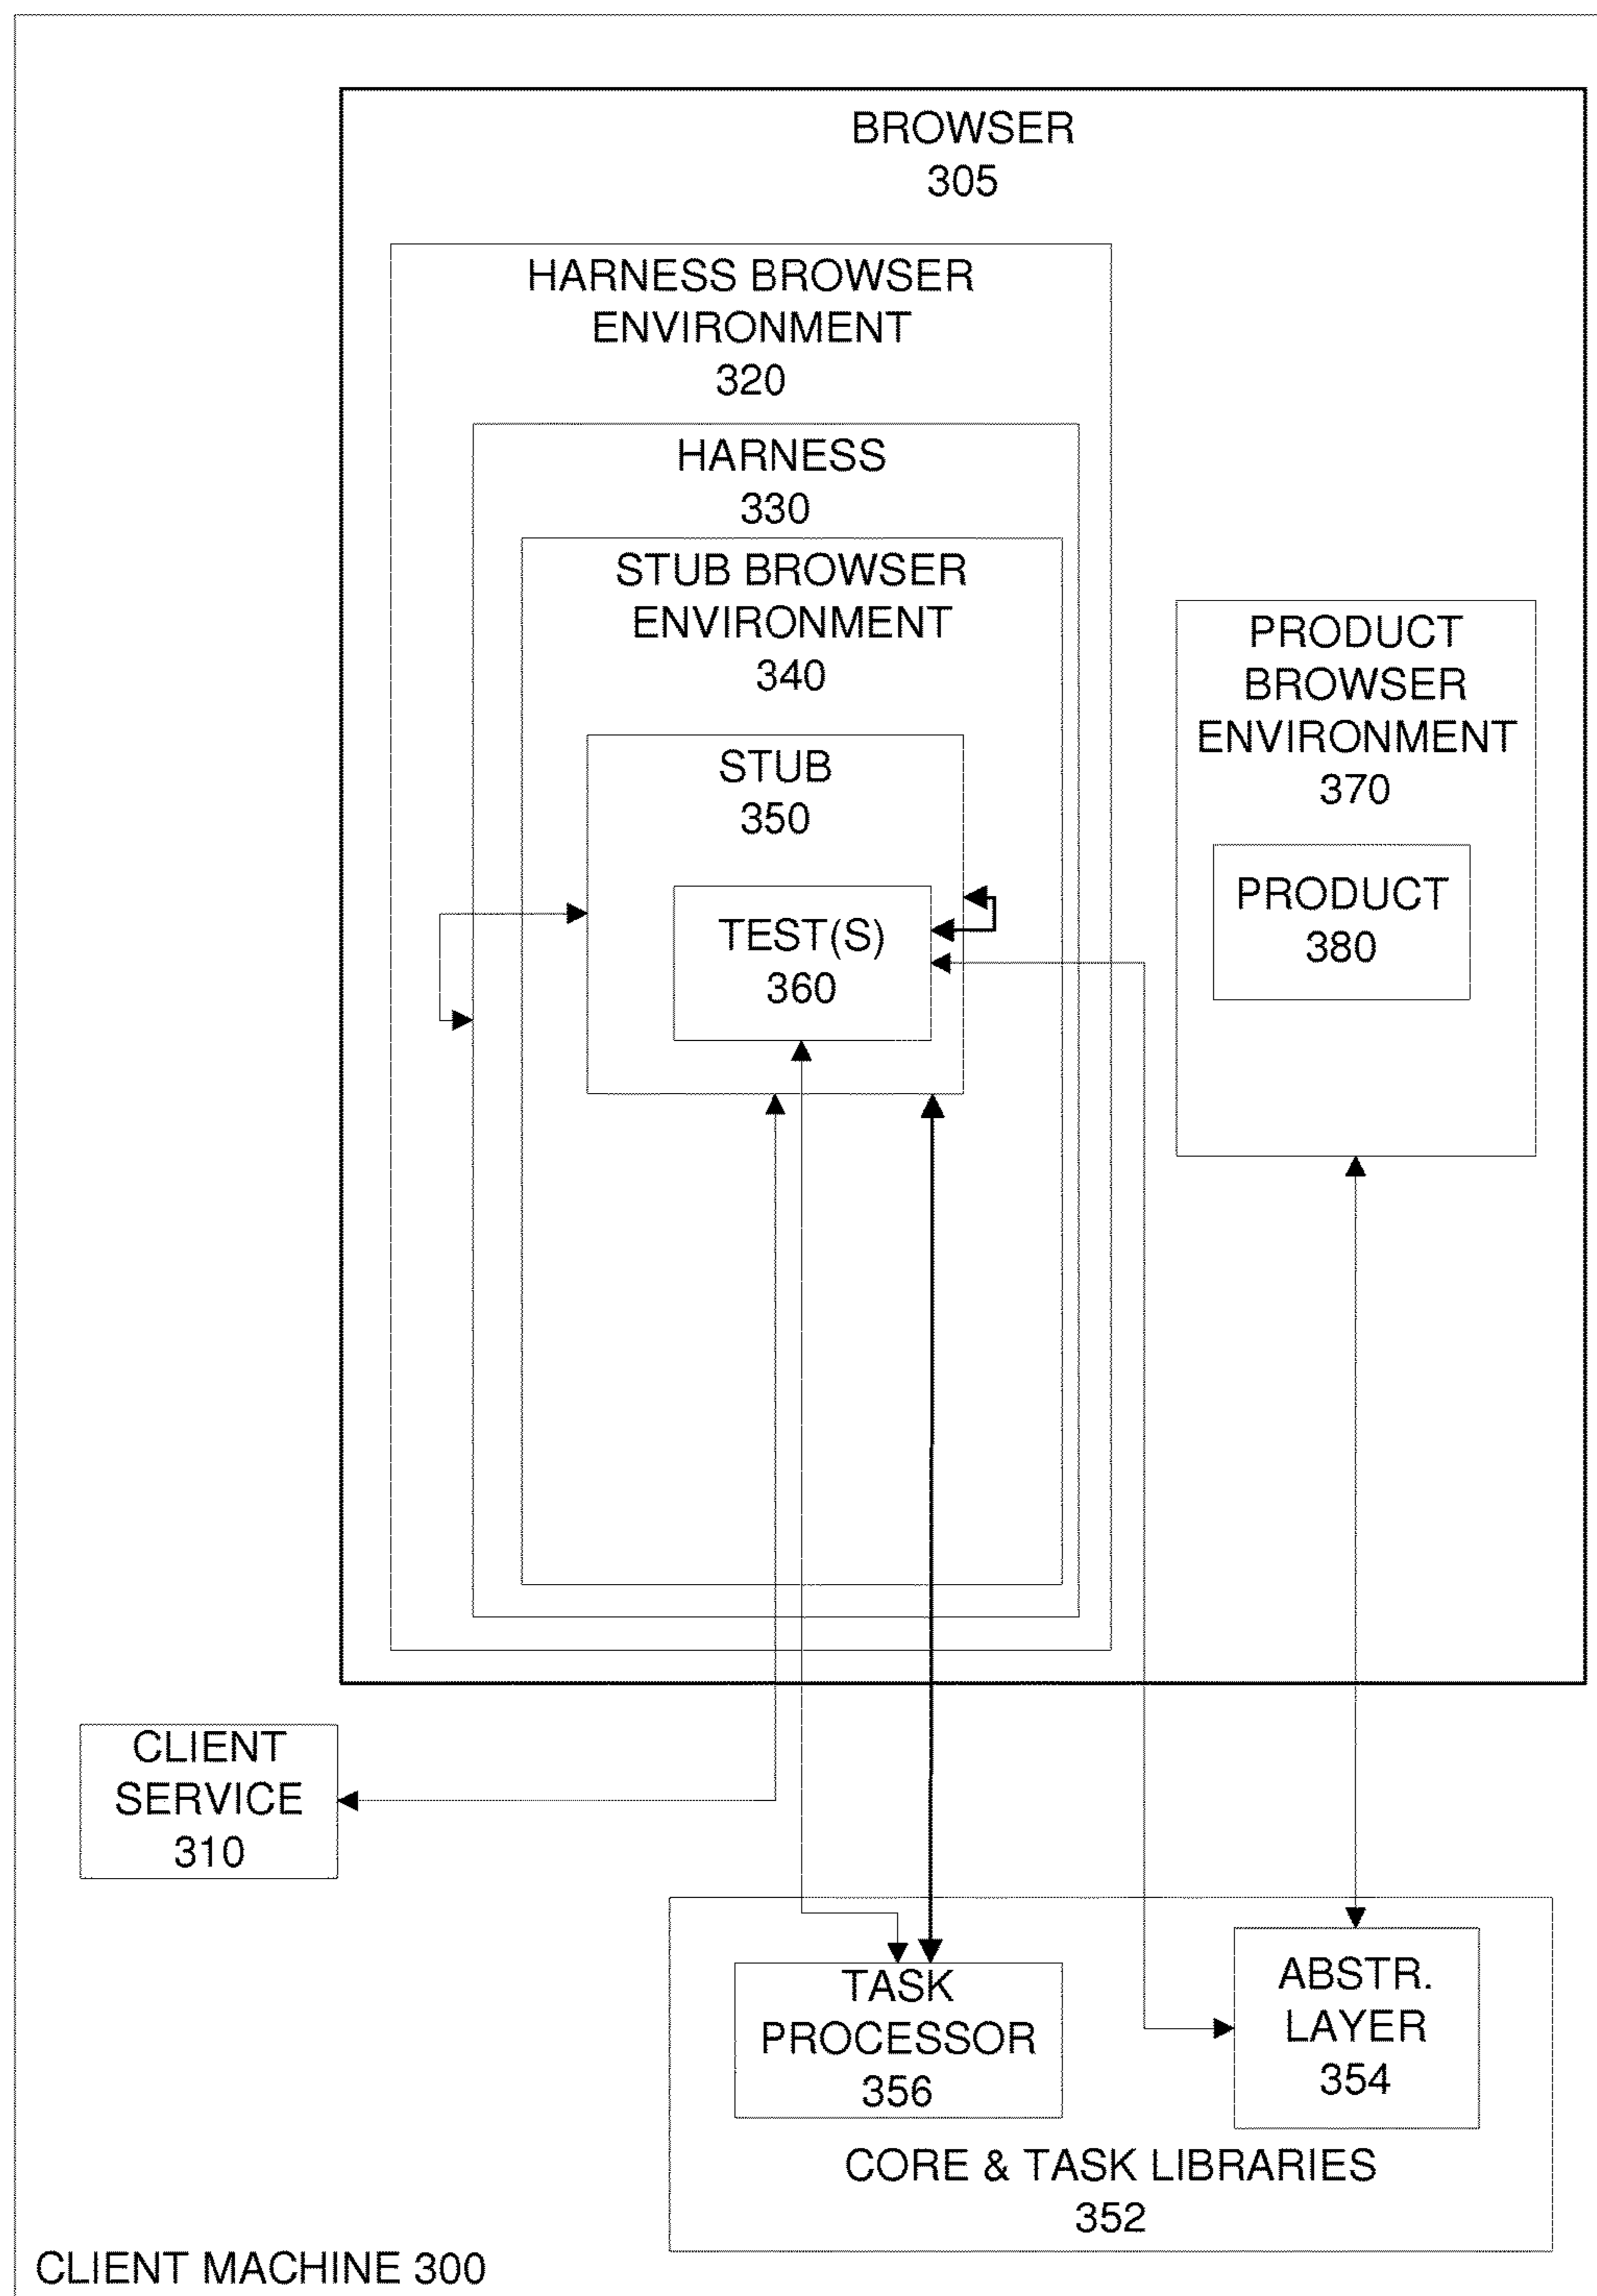 BROWSER
305
HARNESS BROWSER
ENVIRONMENT
320
HARNESS
330
STUB BROWSER
ENVIRONMENT
340
STUB
350
TEST(S)
360
PRODUCT
BROWSER
ENVIRONMENT
370
PRODUCT
380
CLIENT
SERVICE
310
TASK
PROCESSOR
356
ABSTR.
LAYER
354
CORE & TASK LIBRARIES
352
CLIENT MACHINE 300